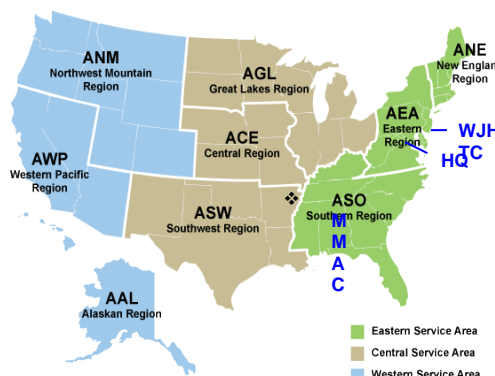 ANM
Northwest Mountain
Region
ANE
New England
Region
AGL
Great Lakes Region
AEA
Eastern
Region
WJH
TC
HQ
ACE
Central Region
AWP
Western Pacific
Region
ASW
Southwest Region
ASO
Southern Region
M
M
A
C
AAL
Alaskan Region
Eastern Service Area
Central Service Area
Western Service Area